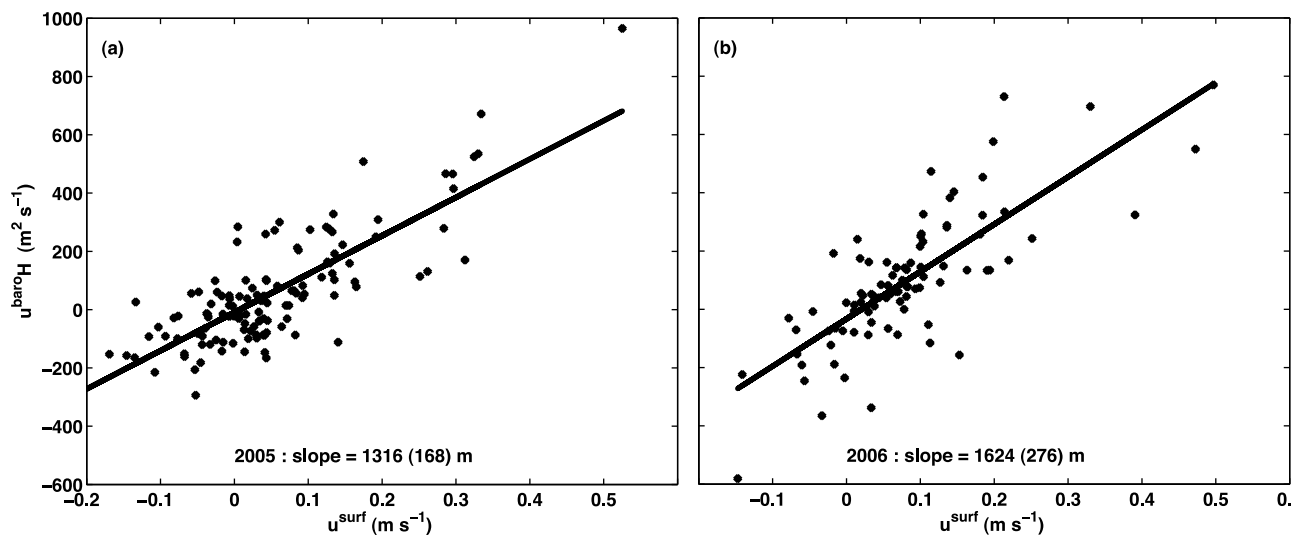 (a)
1000
800
600
400
200
0
−200
−400
−600
u^baro H (m² s⁻¹)
−0.2 −0.1 0 0.1 0.2 0.3 0.4 0.5
u^surf (m s⁻¹)
2005 : slope = 1316 (168) m
(b)
2006 : slope = 1624 (276) m
−0.1 0 0.1 0.2 0.3 0.4 0.5 0.
u^surf (m s⁻¹)